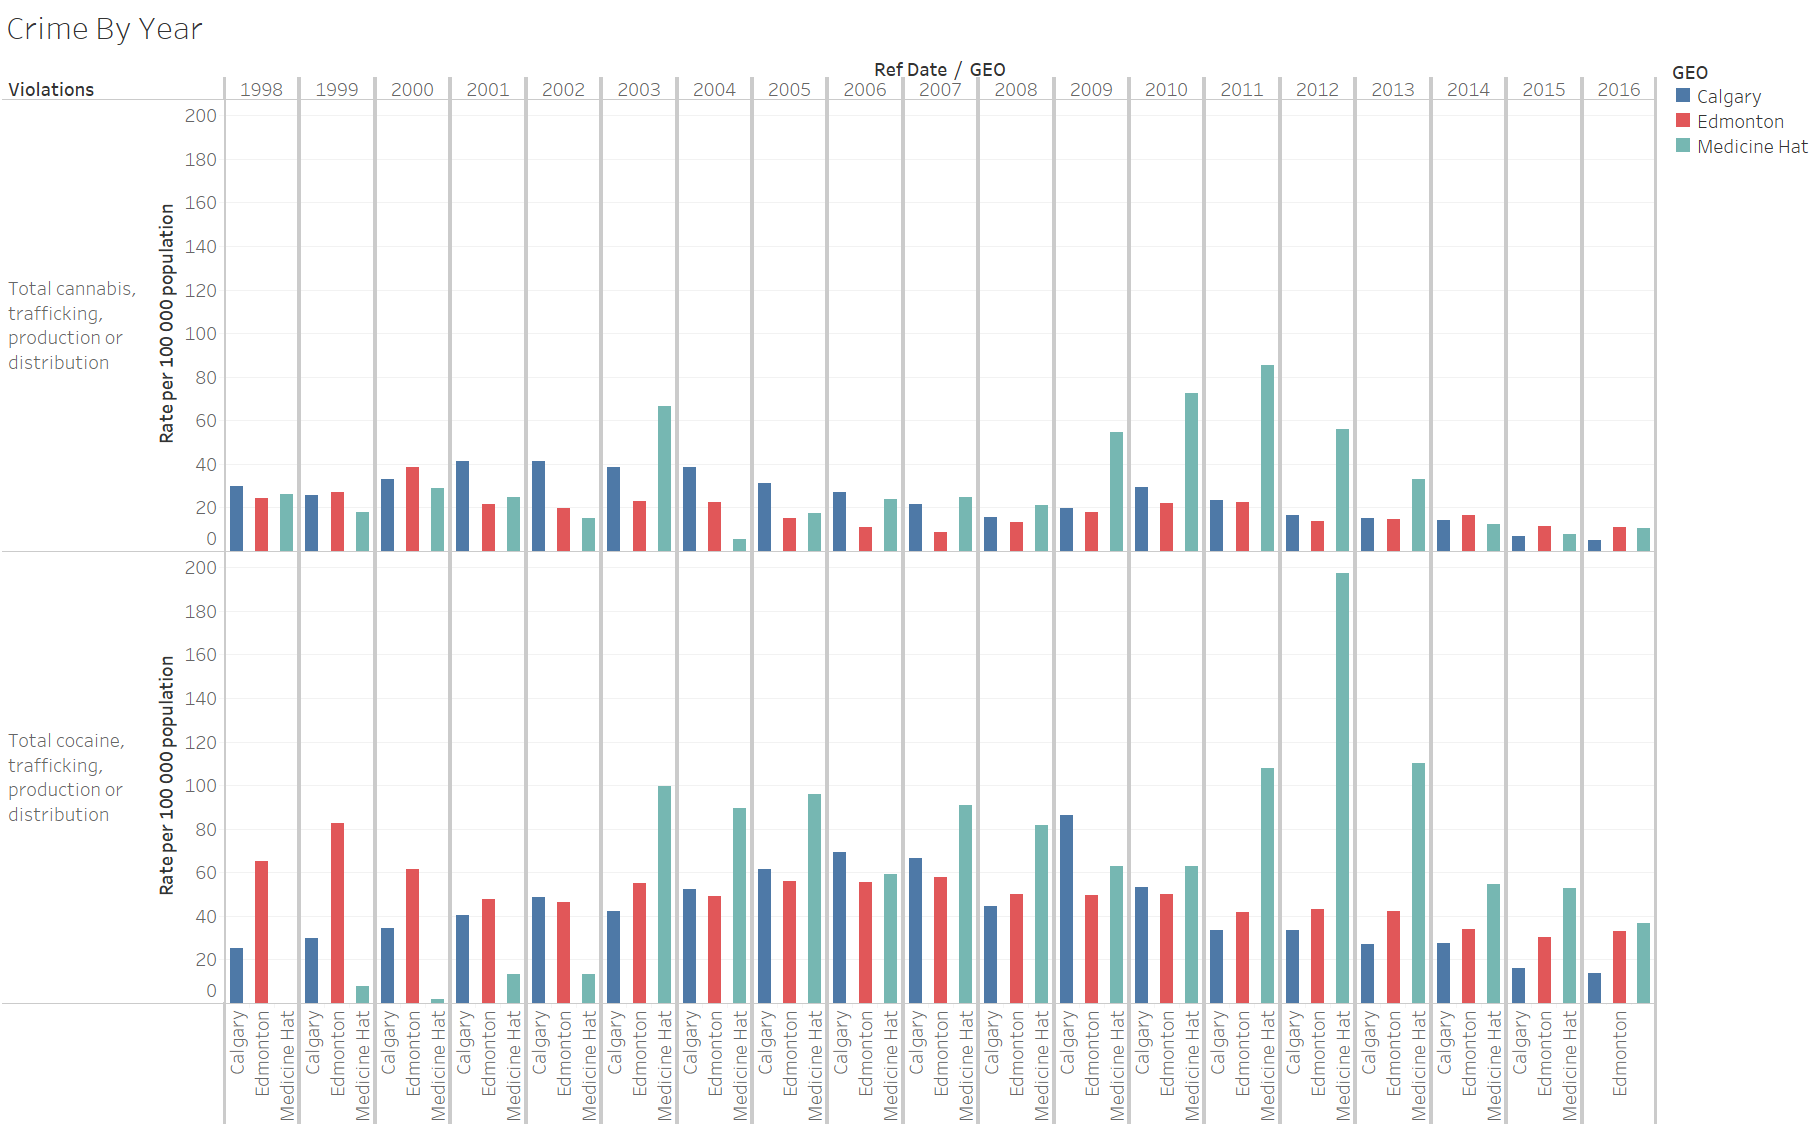 Crime By Year
Ref Date / GEO
Violations
1998 1999 2000 2001 2002 2003 2004 2005 2006 2007 2008 2009 2010 2011 2012 2013 2014 2015 2016
GEO
Calgary
Edmonton
Medicine Hat
Total cannabis,
trafficking,
production or
distribution
Rate per 100 000 population
200
180
160
140
120
100
80
60
40
20
0
Total cocaine,
trafficking,
production or
distribution
Rate per 100 000 population
200
180
160
140
120
100
80
60
40
20
0
Calgary
Edmonton
Medicine Hat
Calgary
Edmonton
Medicine Hat
Calgary
Edmonton
Medicine Hat
Calgary
Edmonton
Medicine Hat
Calgary
Edmonton
Medicine Hat
Calgary
Edmonton
Medicine Hat
Calgary
Edmonton
Medicine Hat
Calgary
Edmonton
Medicine Hat
Calgary
Edmonton
Medicine Hat
Calgary
Edmonton
Medicine Hat
Calgary
Edmonton
Medicine Hat
Calgary
Edmonton
Medicine Hat
Calgary
Edmonton
Medicine Hat
Calgary
Edmonton
Medicine Hat
Calgary
Edmonton
Medicine Hat
Calgary
Edmonton
Medicine Hat
Calgary
Edmonton
Medicine Hat
Calgary
Edmonton
Medicine Hat
Edmonton